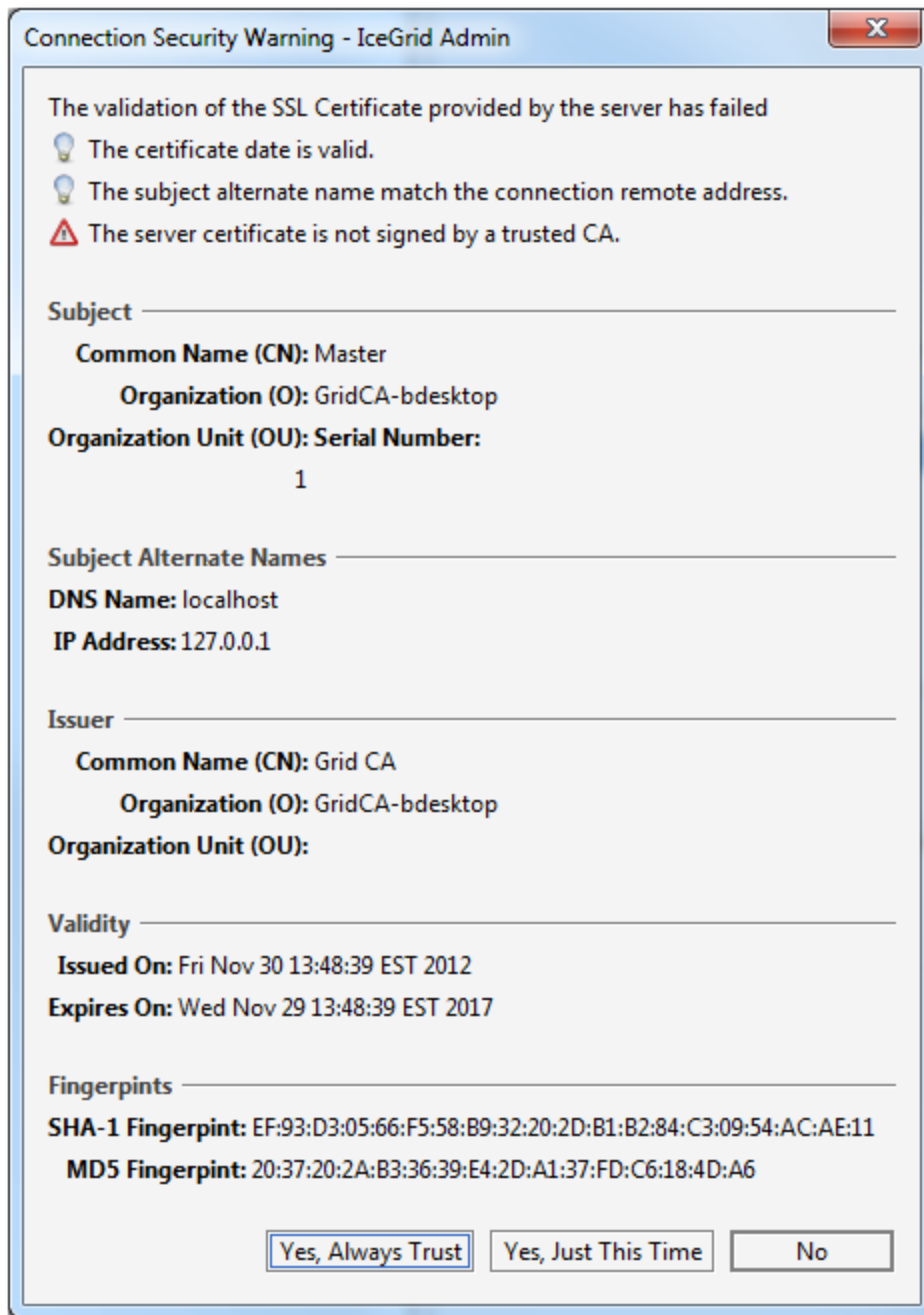 Connection Security Warning - IceGrid Admin
The validation of the SSL Certificate provided by the server has failed
The certificate date is valid.
The subject alternate name match the connection remote address.
The server certificate is not signed by a trusted CA.
Subject
Common Name (CN): Master
Organization (O): GridCA-bdesktop
Organization Unit (OU): Serial Number:
1
Subject Alternate Names
DNS Name: localhost
IP Address: 127.0.0.1
Issuer
Common Name (CN): Grid CA
Organization (O): GridCA-bdesktop
Organization Unit (OU):
Validity
Issued On: Fri Nov 30 13:48:39 EST 2012
Expires On: Wed Nov 29 13:48:39 EST 2017
Fingerpints
SHA-1 Fingerpint: EF:93:D3:05:66:F5:58:B9:32:20:2D:B1:B2:84:C3:09:54:AC:AE:11
MD5 Fingerpint: 20:37:20:2A:B3:36:39:E4:2D:A1:37:FD:C6:18:4D:A6
Yes, Always Trust Yes, Just This Time No